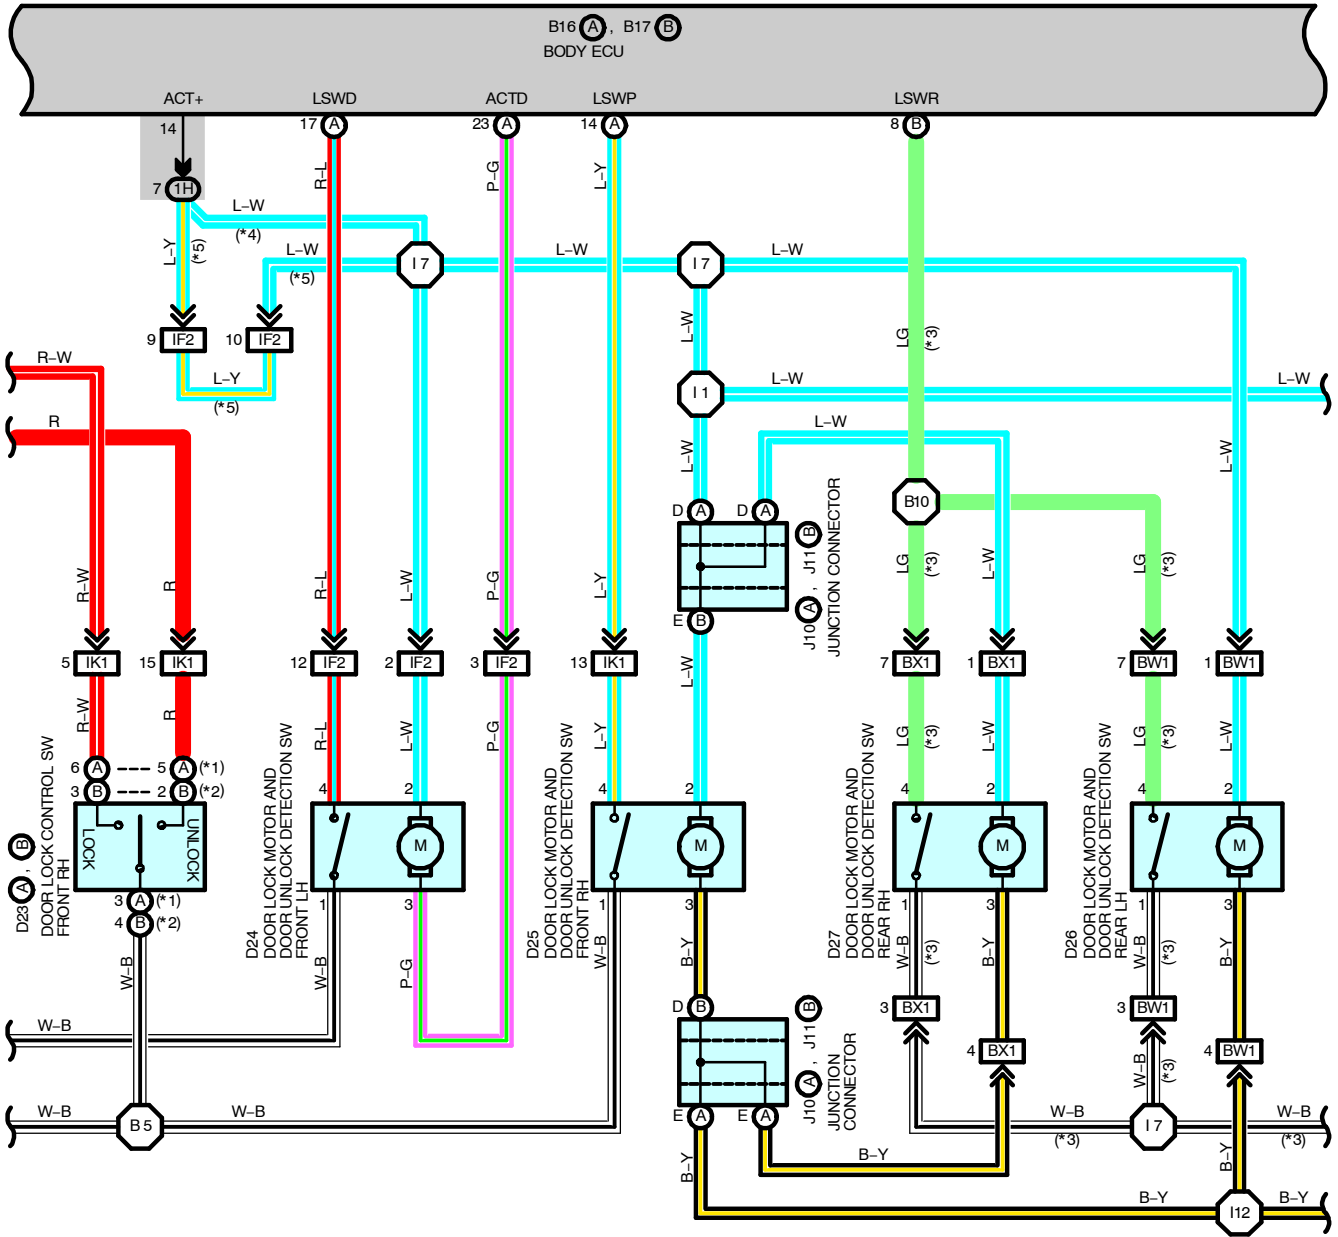 B16 A , B17 B
BODY ECU
ACT+ LSWD ACTD LSWP LSWR
14 17 A 23 A 14 A 8 B
7 1H
R–L P–G L–Y
L–W
(*4)
L–Y (*5)
L–W L–W L–W
(*5)
I 7 I 7
L–W LG (*3)
9 IF2 10 IF2
R–W
L–Y
(*5)
L–W L–W
I 1
R L–W
L–W L–W
D A D A
B10
J10 A , J11 B
JUNCTION CONNECTOR
R–W R R–L L–W P–G L–Y LG (*3) L–W LG (*3)
E B
5 IK1 15 IK1 12 IF2 2 IF2 3 IF2 13 IK1 7 BX1 1 BX1 7 BW1 1 BW1
L–W
R–W R R–L L–W P–G L–Y LG (*3) L–W LG (*3) L–W
6 A 5 A (*1)
3 B 2 B (*2)
4 2 4 2 4 2 4 2
LOCK UNLOCK
M M M M
D23 A , B
DOOR LOCK CONTROL SW
FRONT RH
D24
DOOR LOCK MOTOR AND
DOOR UNLOCK DETECTION SW
FRONT LH
D25
DOOR LOCK MOTOR AND
DOOR UNLOCK DETECTION SW
FRONT RH
D27
DOOR LOCK MOTOR AND
DOOR UNLOCK DETECTION SW
REAR RH
D26
DOOR LOCK MOTOR AND
DOOR UNLOCK DETECTION SW
REAR LH
3 A (*1)
4 B (*2)
1 3 1 3 1 3 1 3
W–B W–B P–G W–B B–Y W–B (*3) B–Y W–B (*3) B–Y
D B
3 BX1 3 BW1
W–B
J10 A , J11 B
JUNCTION
CONNECTOR
4 BX1 4 BW1
W–B (*3)
E A E A
W–B W–B W–B W–B
B 5 I 7
(*3) (*3)
B–Y B–Y B–Y
B–Y B–Y
I12